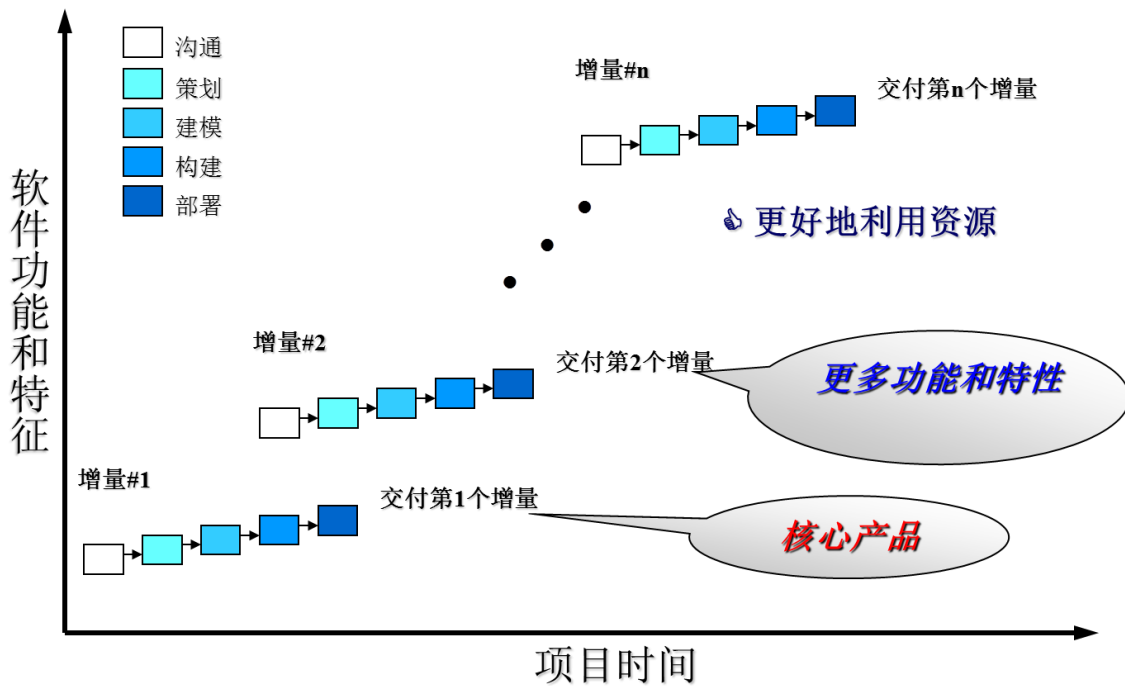 沟通
策划
建模
构建
部署
软件功能和特征
增量#n
交付第n个增量
更好地利用资源
增量#2
交付第2个增量
更多功能和特性
增量#1
交付第1个增量
核心产品
项目时间